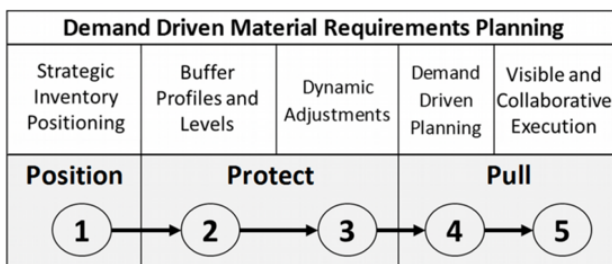 Demand Driven Material Requirements Planning
Strategic
Inventory
Positioning
Buffer
Profiles and
Levels
Dynamic
Adjustments
Demand
Driven
Planning
Visible and
Collaborative
Execution
Position
Protect
Pull
1
2
3
4
5